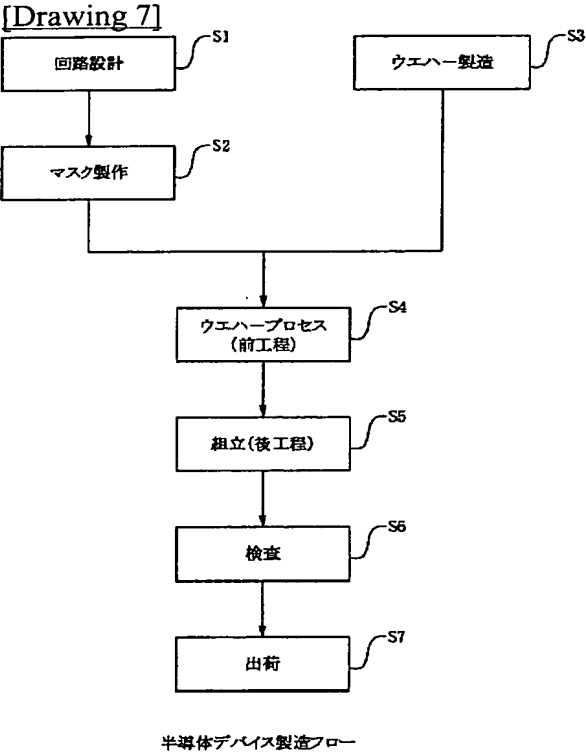 [Drawing 7]
回路設計
S1
ウエハー製造
S3
マスク製作
S2
ウエハープロセス
(前工程)
S4
組立(後工程)
S5
検査
S6
出荷
S7
半導体デバイス製造フロー